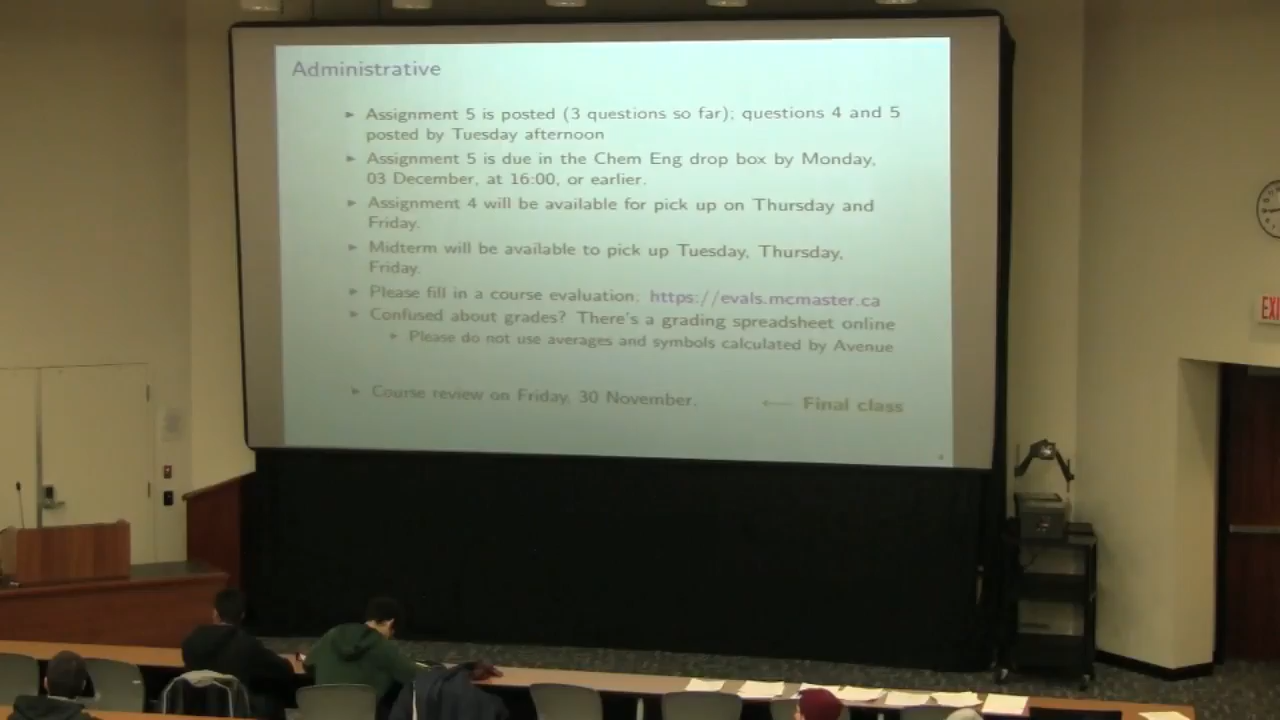 Administrative
► Assignment 5 is posted (3 questions so far); questions 4 and 5
posted by Tuesday afternoon
► Assignment 5 is due in the Chem Eng drop box by Monday,
03 December, at 16:00, or earlier.
► Assignment 4 will be available for pick up on Thursday and
Friday.
► Midterm will be available to pick up Tuesday, Thursday,
Friday.
► Please fill in a course evaluation: https://evals.mcmaster.ca
► Confused about grades? There's a grading spreadsheet online
► Please do not use averages and symbols calculated by Avenue
► Course review on Friday, 30 November. ⟵ Final class
EXI